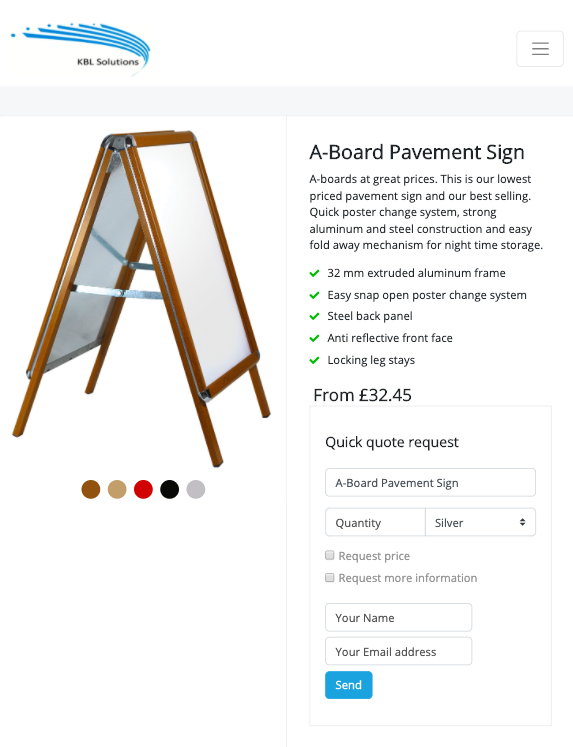 KBL Solutions
A-Board Pavement Sign
A-boards at great prices. This is our lowest
priced pavement sign and our best selling.
Quick poster change system, strong
aluminum and steel construction and easy
fold away mechanism for night time storage.
32 mm extruded aluminum frame
Easy snap open poster change system
Steel back panel
Anti reflective front face
Locking leg stays
From £32.45
Quick quote request
A-Board Pavement Sign
Quantity
Silver
Request price
Request more information
Your Name
Your Email address
Send